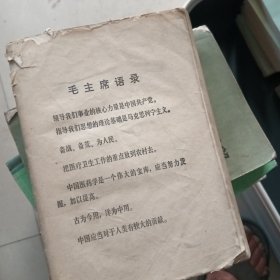 毛主席语录
领导我们事业的核心力量是中国共产党。
指导我们思想的理论基础是马克思列宁主义。
备战、备荒、为人民。
把医疗卫生工作的重点放到农村去。
中国医药学是一个伟大的宝库，应当努力发
掘，加以提高。
古为今用，洋为中用。
中国应当对于人类有较大的贡献。